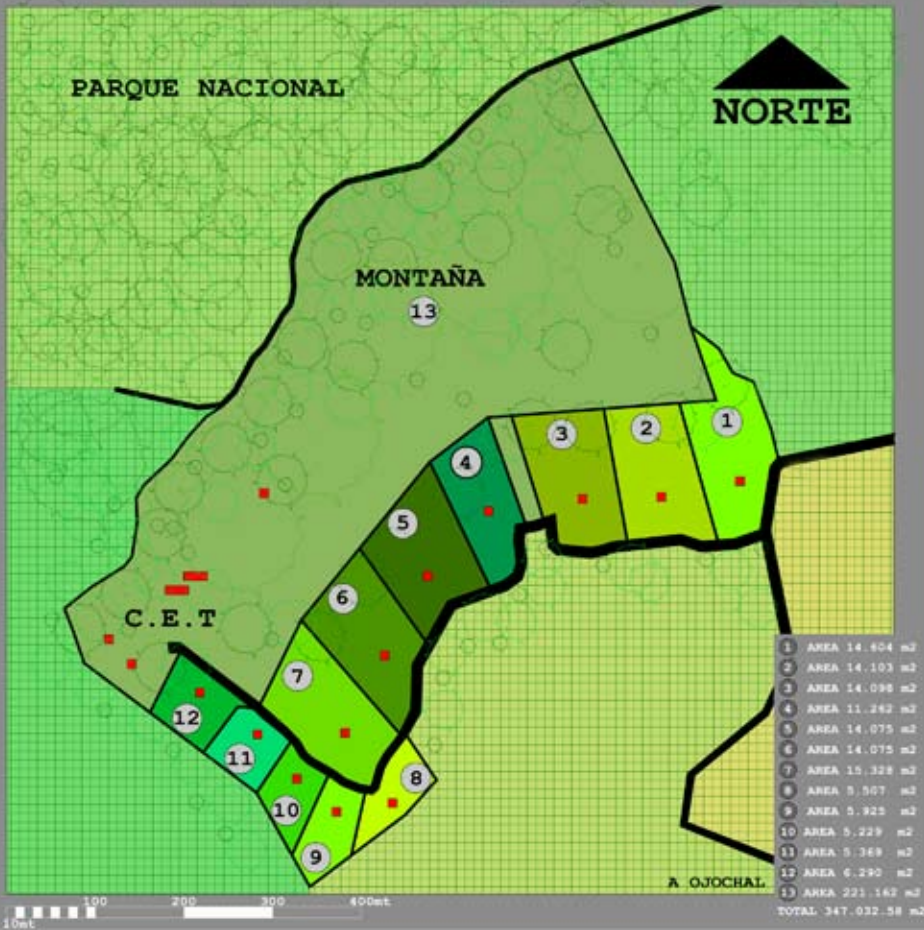 PARQUE NACIONAL
NORTE
MONTAÑA
13
1
2
3
4
5
6
7
C.E.T
12
11
10
9
8
A OJOCHAL
1 AREA 14.604 m2
2 AREA 14.103 m2
3 AREA 14.098 m2
4 AREA 11.262 m2
5 AREA 14.075 m2
6 AREA 14.075 m2
7 AREA 15.328 m2
8 AREA 5.507 m2
9 AREA 5.925 m2
10 AREA 5.229 m2
11 AREA 5.369 m2
12 AREA 6.290 m2
13 AREA 221.162 m2
TOTAL 347.032.58 m2
100 200 300 400mt
10mt